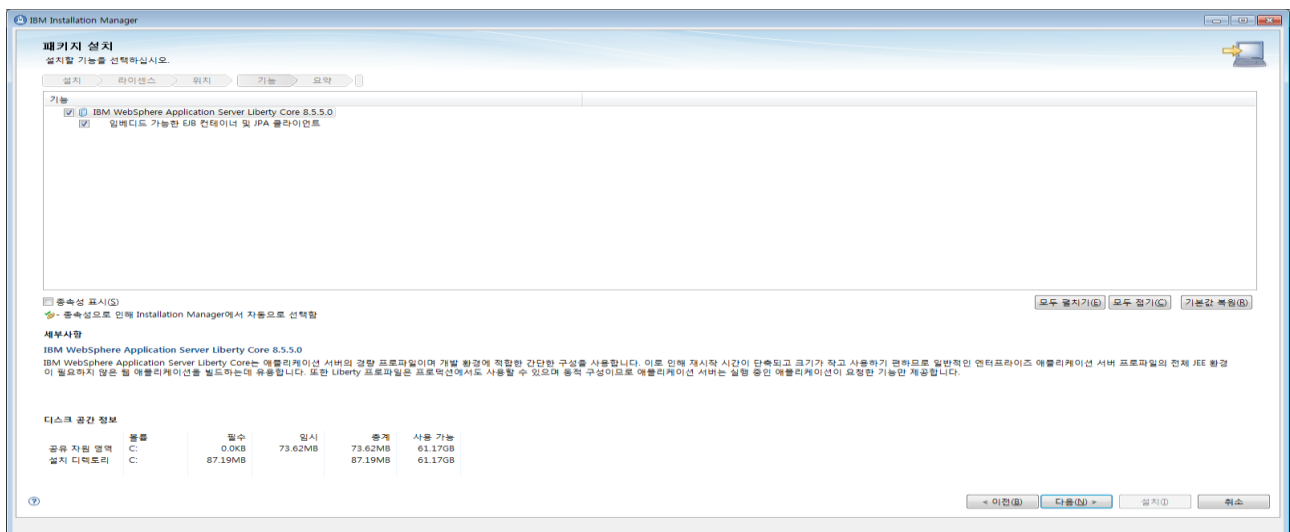 IBM Installation Manager
패키지 설치
설치할 기능을 선택하십시오.
설치 라이센스 위치 기능 요약
기능
IBM WebSphere Application Server Liberty Core 8.5.5.0
임베디드 가능한 EJB 컨테이너 및 JPA 클라이언트
종속성 표시(S)
모두 펼치기(E) 모두 접기(C) 기본값 복원(R)
- 종속성으로 인해 Installation Manager에서 자동으로 선택함
세부사항
IBM WebSphere Application Server Liberty Core 8.5.5.0
IBM WebSphere Application Server Liberty Core는 애플리케이션 서버의 경량 프로파일이며 개발 환경에 적합한 간단한 구성을 사용합니다. 이로 인해 재시작 시간이 단축되고 크기가 작고 사용하기 편하므로 일반적인 엔터프라이즈 애플리케이션 서버 프로파일의 전체 JEE 환경
이 필요하지 않은 웹 애플리케이션을 빌드하는데 유용합니다. 또한 Liberty 프로파일은 프로덕션에서도 사용할 수 있으며 동적 구성이므로 애플리케이션 서버는 실행 중인 애플리케이션이 요청한 기능만 제공합니다.
디스크 공간 정보
볼륨 필수 임시 총계 사용 가능
공유 자원 영역 C: 0.0KB 73.62MB 73.62MB 61.17GB
설치 디렉토리 C: 87.19MB 87.19MB 61.17GB
? < 이전(B) 다음(N) > 설치(I) 취소